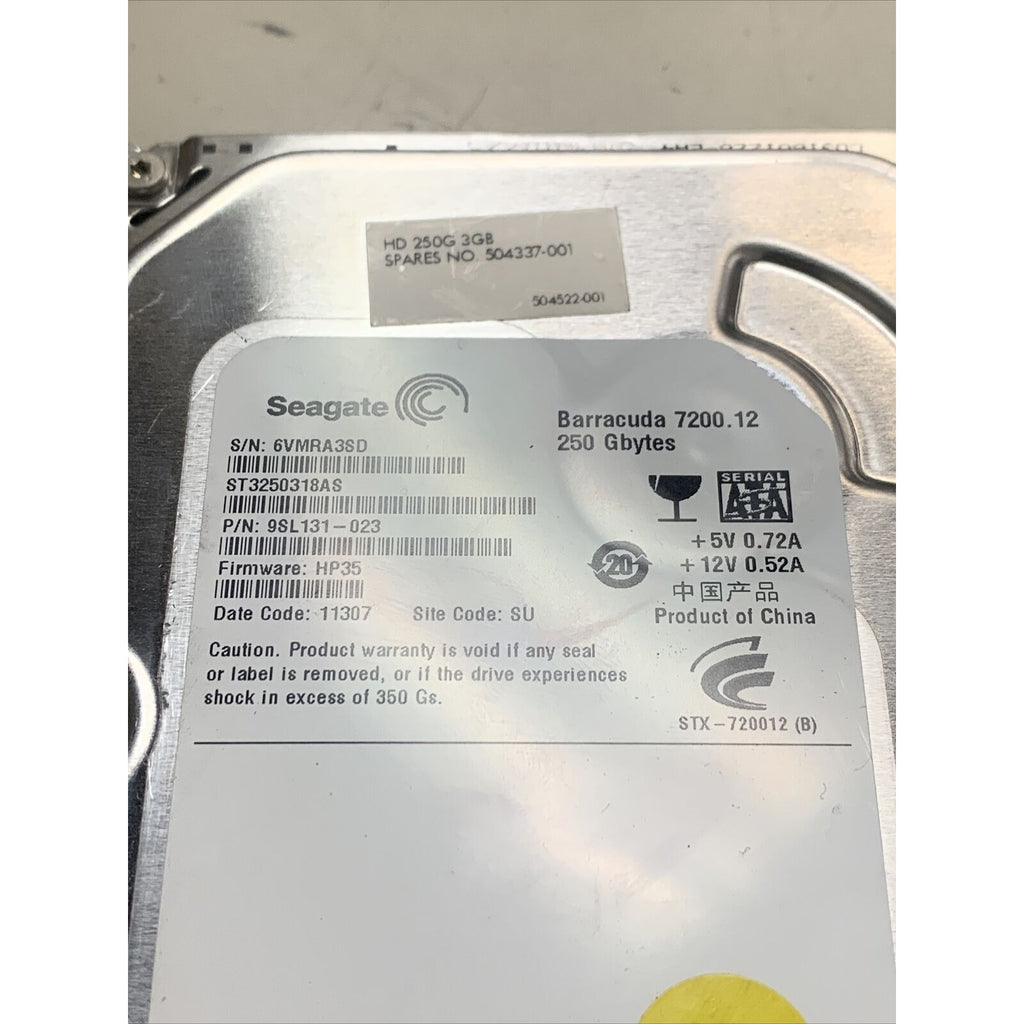 HD 250G 3GB
SPARES NO. 504337-001
504522-001
Seagate
Barracuda 7200.12
250 Gbytes
S/N: 6VMRA3SD
ST3250318AS
P/N: 9SL131-023
Firmware: HP35
Date Code: 11307 Site Code: SU
SERIAL
ATA
+5V 0.72A
+12V 0.52A
20
中国产品
Product of China
Caution. Product warranty is void if any seal
or label is removed, or if the drive experiences
shock in excess of 350 Gs.
STX-720012 (B)